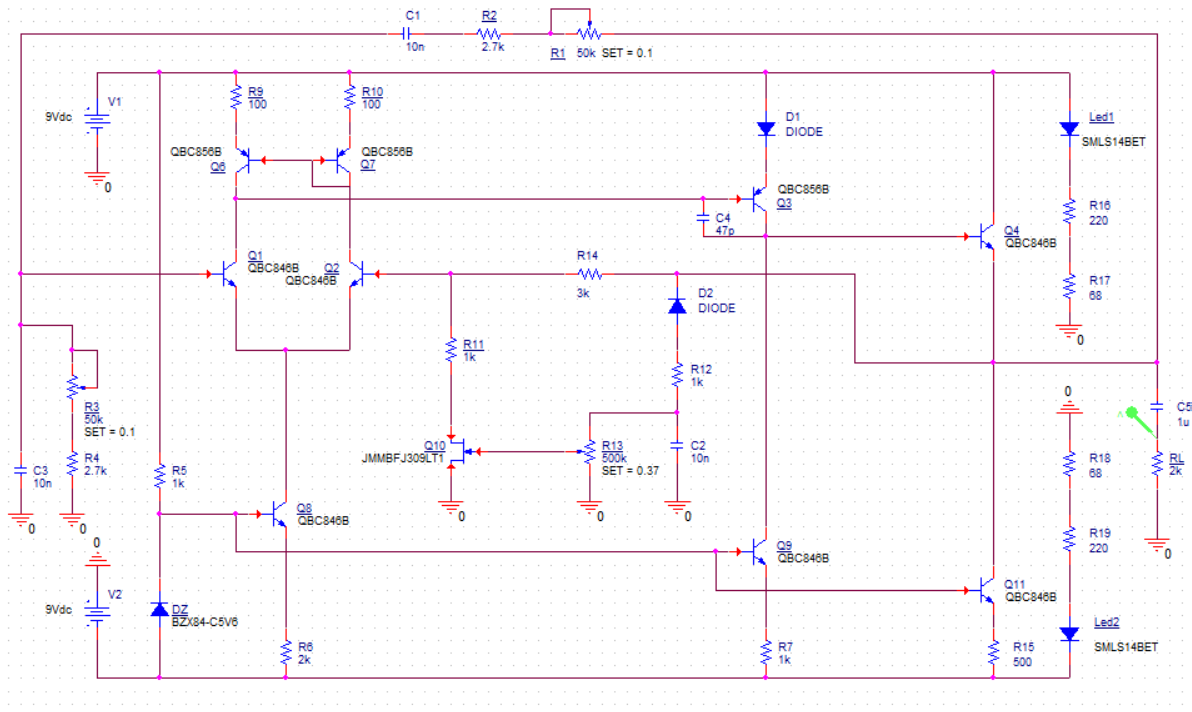 C1
10n
R2
2.7k
R1 50k SET = 0.1
V1
9Vdc
0
R9
100
R10
100
QBC856B
Q6
QBC856B
Q7
D1
DIODE
QBC856B
Q3
C4
47p
Led1
SMLS14BET
R16
220
R17
68
0
Q4
QBC846B
Q1
QBC846B
Q2
QBC846B
R14
3k
D2
DIODE
R11
1k
R12
1k
R3
50k
SET = 0.1
R4
2.7k
C3
10n
0
0
R5
1k
Q10
JMMBFJ309LT1
R13
500k
SET = 0.37
C2
10n
0
0
0
0
R18
68
R19
220
C5
1u
RL
2k
0
Q8
QBC846B
Q9
QBC846B
Q11
QBC846B
0
V2
9Vdc
DZ
BZX84-C5V6
R6
2k
R7
1k
R15
500
Led2
SMLS14BET